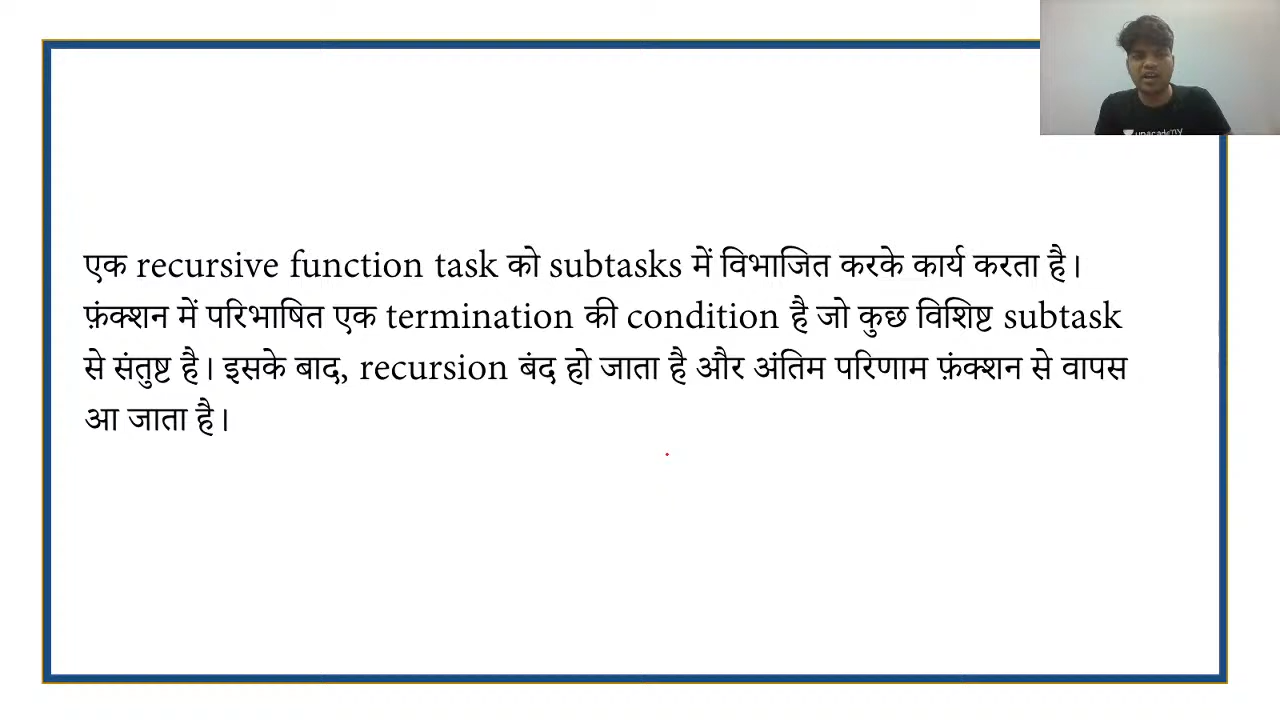 एक recursive function task को subtasks में विभाजित करके कार्य करता है।
फ़ंक्शन में परिभाषित एक termination की condition है जो कुछ विशिष्ट subtask
से संतुष्ट है। इसके बाद, recursion बंद हो जाता है और अंतिम परिणाम फ़ंक्शन से वापस
आ जाता है।
unacademy